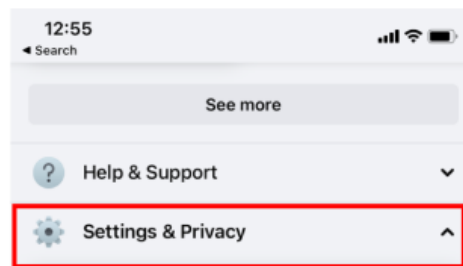 12:55
◄ Search
See more
Help & Support
Settings & Privacy